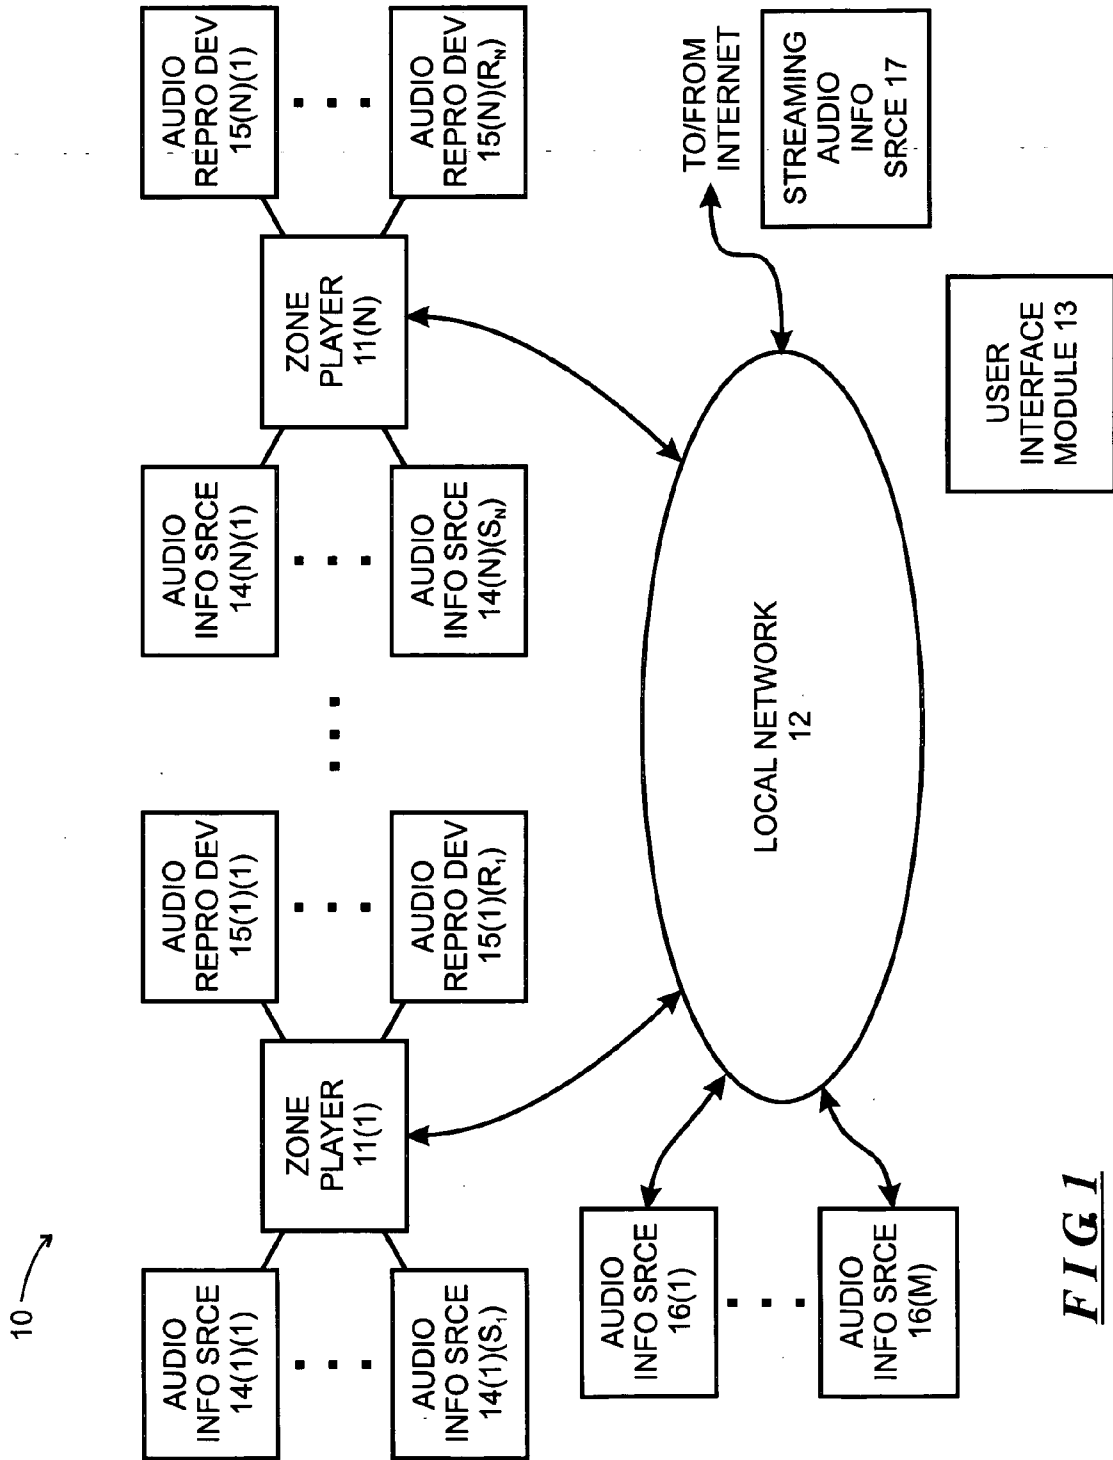 10
AUDIO
INFO SRCE
14(1)(1)
AUDIO
INFO SRCE
14(1)(S₁)
ZONE
PLAYER
11(1)
AUDIO
REPRO DEV
15(1)(1)
AUDIO
REPRO DEV
15(1)(R₁)
AUDIO
INFO SRCE
14(N)(1)
AUDIO
INFO SRCE
14(N)(S_N)
ZONE
PLAYER
11(N)
AUDIO
REPRO DEV
15(N)(1)
AUDIO
REPRO DEV
15(N)(R_N)
AUDIO
INFO SRCE
16(1)
AUDIO
INFO SRCE
16(M)
LOCAL NETWORK
12
TO/FROM
INTERNET
STREAMING
AUDIO
INFO
SRCE 17
USER
INTERFACE
MODULE 13
FIG.1